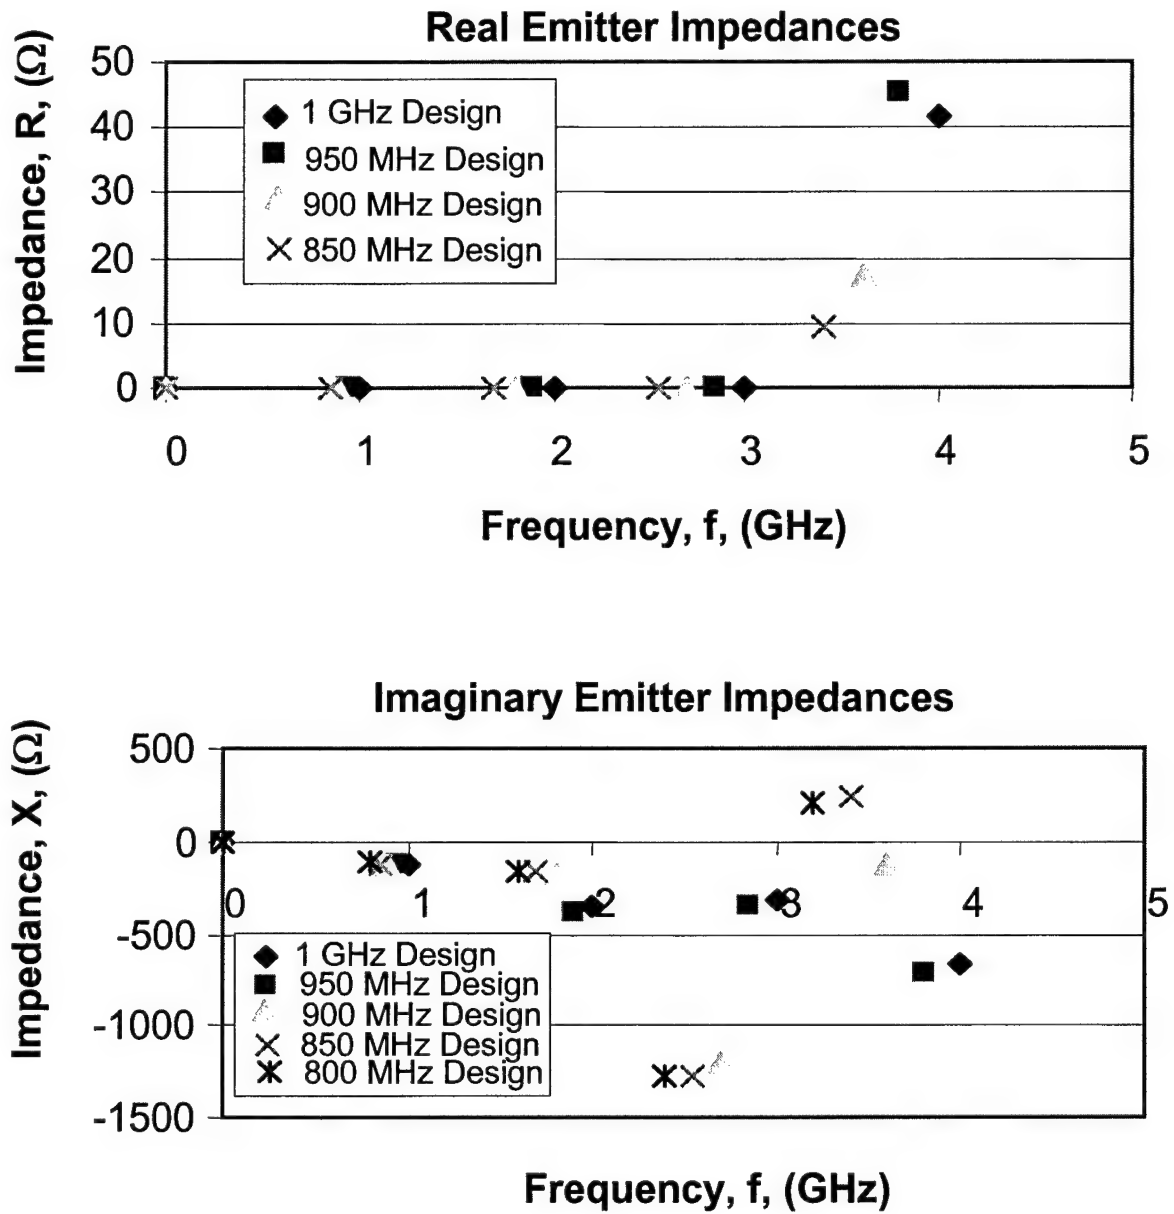 Real Emitter Impedances
Impedance, R, (Ω)
50
40
30
20
10
0
1 GHz Design
950 MHz Design
900 MHz Design
850 MHz Design
0 1 2 3 4 5
Frequency, f, (GHz)
Imaginary Emitter Impedances
Impedance, X, (Ω)
500
0
-500
-1000
-1500
0 1 2 3 4 5
1 GHz Design
950 MHz Design
900 MHz Design
850 MHz Design
800 MHz Design
Frequency, f, (GHz)